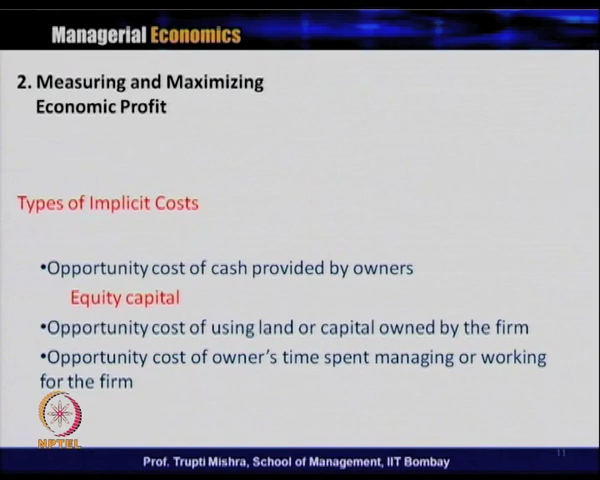 Managerial Economics
2. Measuring and Maximizing
Economic Profit
Types of Implicit Costs
•Opportunity cost of cash provided by owners
Equity capital
•Opportunity cost of using land or capital owned by the firm
•Opportunity cost of owner's time spent managing or working
for the firm
NPTEL
11
Prof. Trupti Mishra, School of Management, IIT Bombay